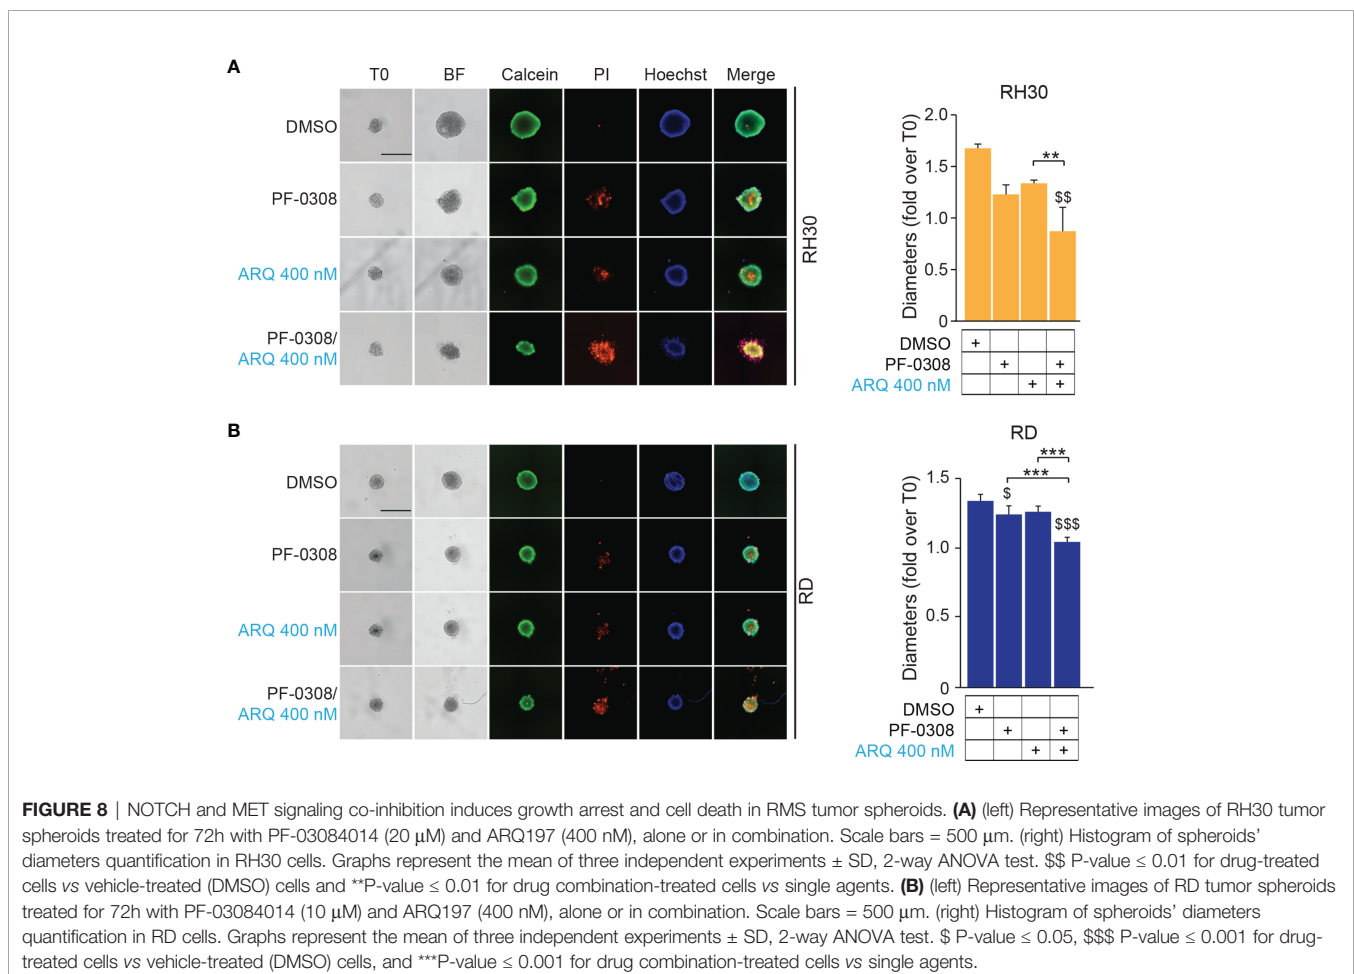 A
T0 BF Calcein PI Hoechst Merge
DMSO
PF-0308
ARQ 400 nM
PF-0308/
ARQ 400 nM
RH30
RH30
Diameters (fold over T0)
2.0
1.5
1.0
0.5
0
**
$$
DMSO +
PF-0308 + +
ARQ 400 nM + +
B
DMSO
PF-0308
ARQ 400 nM
PF-0308/
ARQ 400 nM
RD
RD
Diameters (fold over T0)
1.5
1.0
0.5
0
***
***
$
$$$
DMSO +
PF-0308 + +
ARQ 400 nM + +
FIGURE 8 | NOTCH and MET signaling co-inhibition induces growth arrest and cell death in RMS tumor spheroids. (A) (left) Representative images of RH30 tumor
spheroids treated for 72h with PF-03084014 (20 μM) and ARQ197 (400 nM), alone or in combination. Scale bars = 500 μm. (right) Histogram of spheroids’
diameters quantification in RH30 cells. Graphs represent the mean of three independent experiments ± SD, 2-way ANOVA test. $$ P-value ≤ 0.01 for drug-treated
cells vs vehicle-treated (DMSO) cells and **P-value ≤ 0.01 for drug combination-treated cells vs single agents. (B) (left) Representative images of RD tumor spheroids
treated for 72h with PF-03084014 (10 μM) and ARQ197 (400 nM), alone or in combination. Scale bars = 500 μm. (right) Histogram of spheroids’ diameters
quantification in RD cells. Graphs represent the mean of three independent experiments ± SD, 2-way ANOVA test. $ P-value ≤ 0.05, $$$ P-value ≤ 0.001 for drug-
treated cells vs vehicle-treated (DMSO) cells, and ***P-value ≤ 0.001 for drug combination-treated cells vs single agents.